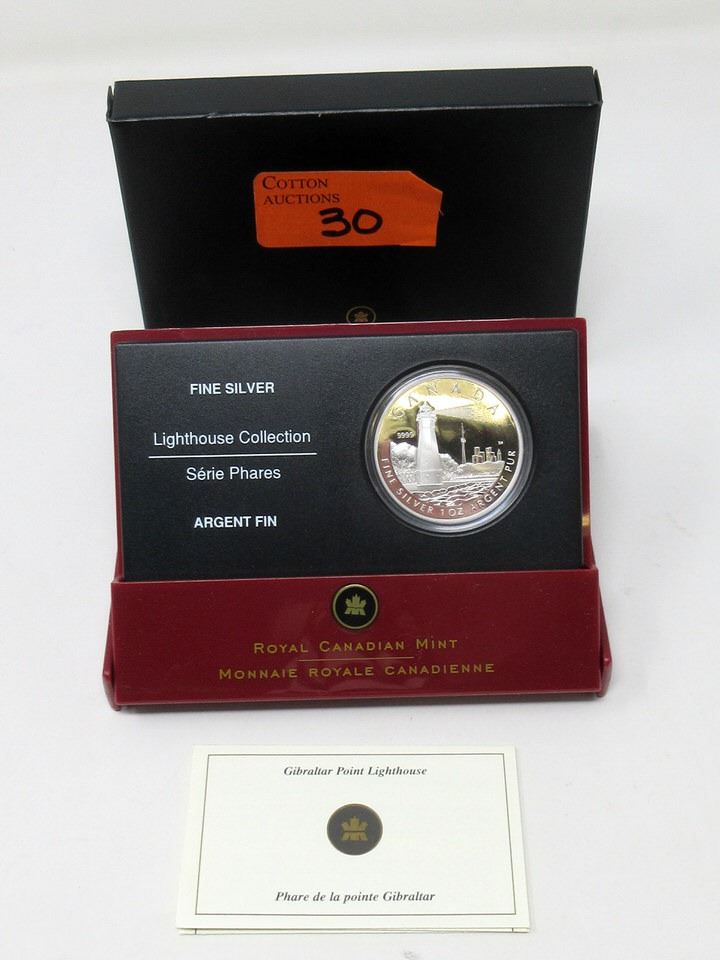 COTTON
AUCTIONS
30
FINE SILVER
Lighthouse Collection
Série Phares
ARGENT FIN
CANADA
9999
FINE SILVER 1 OZ ARGENT PUR
ROYAL CANADIAN MINT
MONNAIE ROYALE CANADIENNE
Gibraltar Point Lighthouse
Phare de la pointe Gibraltar